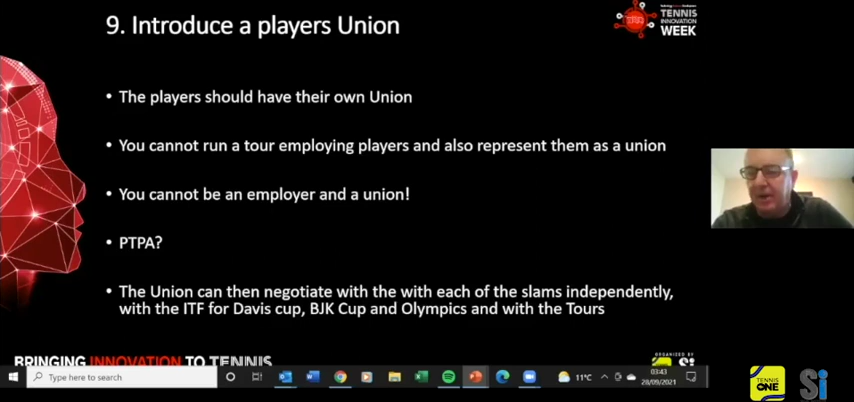 9. Introduce a players Union
TENNIS
INNOVATION
WEEK
• The players should have their own Union
• You cannot run a tour employing players and also represent them as a union
• You cannot be an employer and a union!
• PTPA?
• The Union can then negotiate with the with each of the slams independently,
with the ITF for Davis cup, BJK Cup and Olympics and with the Tours
BRINGING INNOVATION TO TENNIS
ORGANIZED BY
Si
Type here to search
11°C
03:43
28/09/2021
TENNIS
ONE
Si